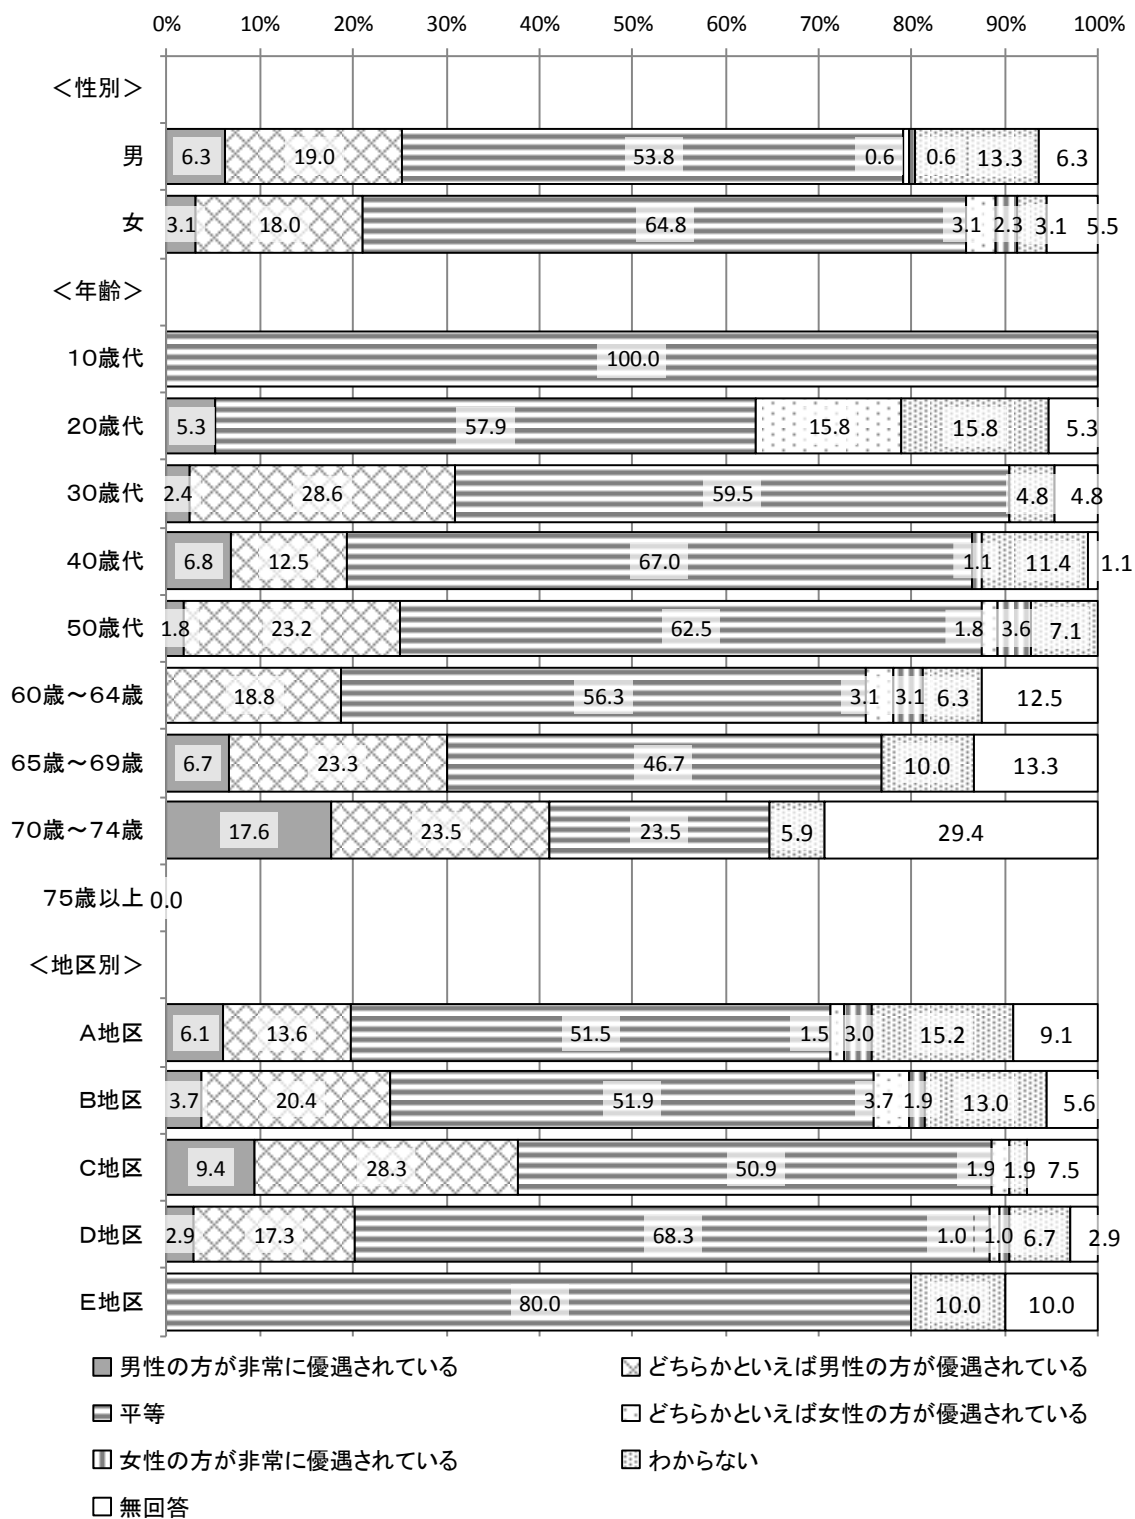 0% 10% 20% 30% 40% 50% 60% 70% 80% 90% 100%
＜性別＞
男 6.3 19.0 53.8 0.6 0.6 13.3 6.3
女 3.1 18.0 64.8 3.1 2.3 3.1 5.5
＜年齢＞
10歳代 100.0
20歳代 5.3 57.9 15.8 15.8 5.3
30歳代 2.4 28.6 59.5 4.8 4.8
40歳代 6.8 12.5 67.0 1.1 11.4 1.1
50歳代 1.8 23.2 62.5 1.8 3.6 7.1
60歳～64歳 18.8 56.3 3.1 3.1 6.3 12.5
65歳～69歳 6.7 23.3 46.7 10.0 13.3
70歳～74歳 17.6 23.5 23.5 5.9 29.4
75歳以上 0.0
＜地区別＞
A地区 6.1 13.6 51.5 1.5 3.0 15.2 9.1
B地区 3.7 20.4 51.9 3.7 1.9 13.0 5.6
C地区 9.4 28.3 50.9 1.9 1.9 7.5
D地区 2.9 17.3 68.3 1.0 1.0 6.7 2.9
E地区 80.0 10.0 10.0
男性の方が非常に優遇されている どちらかといえば男性の方が優遇されている
平等 どちらかといえば女性の方が優遇されている
女性の方が非常に優遇されている わからない
無回答